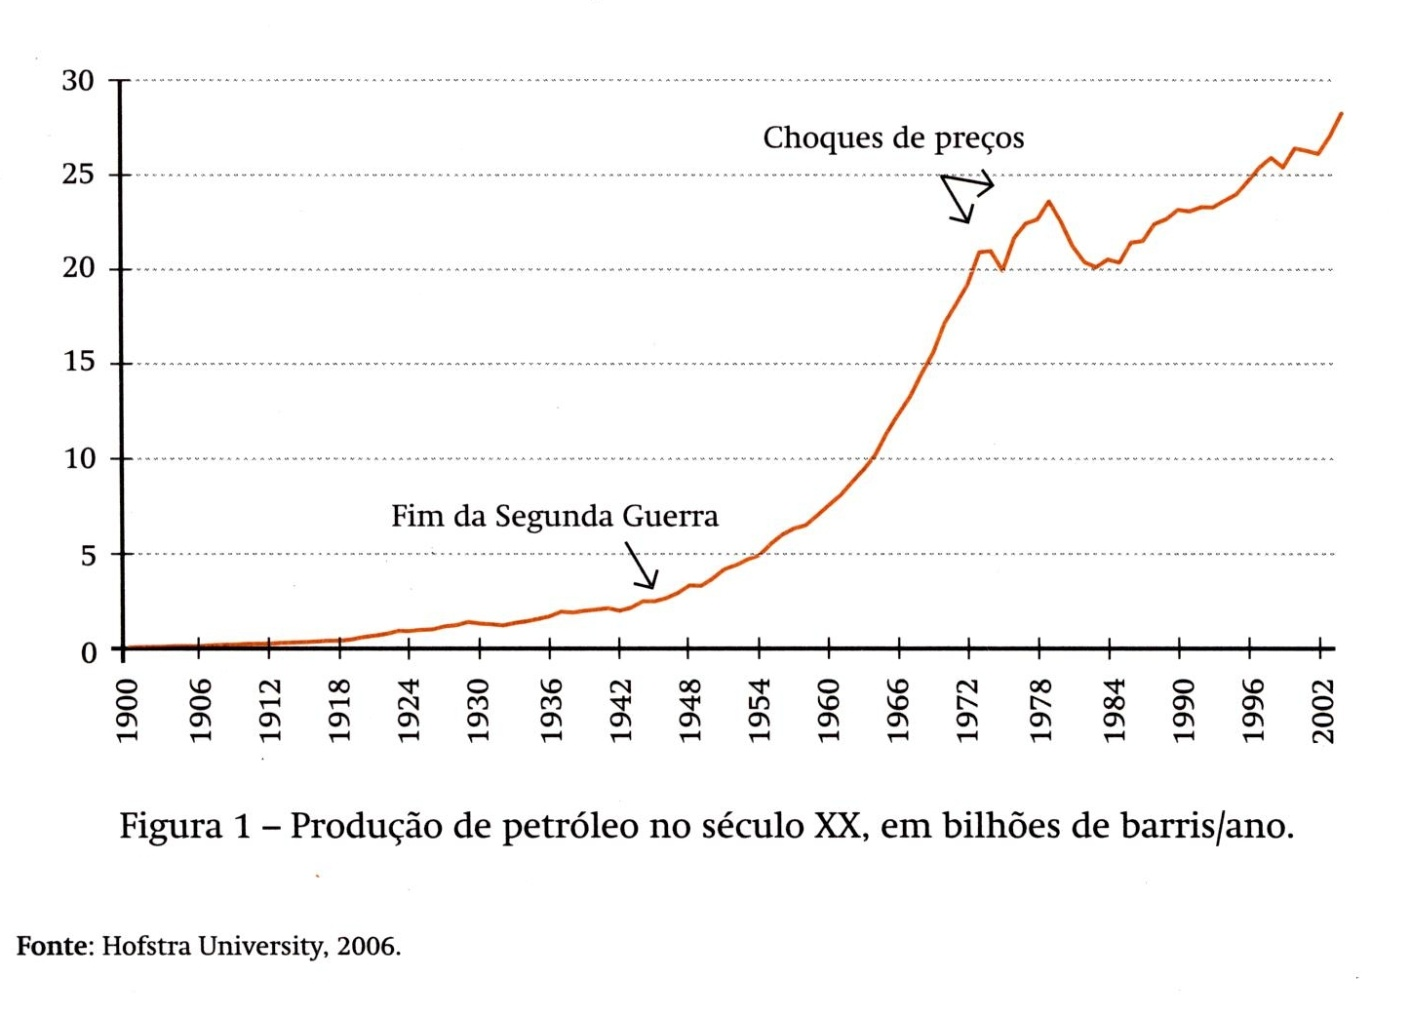 30
Choques de preços
25
20
15
10
Fim da Segunda Guerra
5
0
1900 1906 1912 1918 1924 1930 1936 1942 1948 1954 1960 1966 1972 1978 1984 1990 1996 2002
Figura 1 – Produção de petróleo no século XX, em bilhões de barris/ano.
Fonte: Hofstra University, 2006.